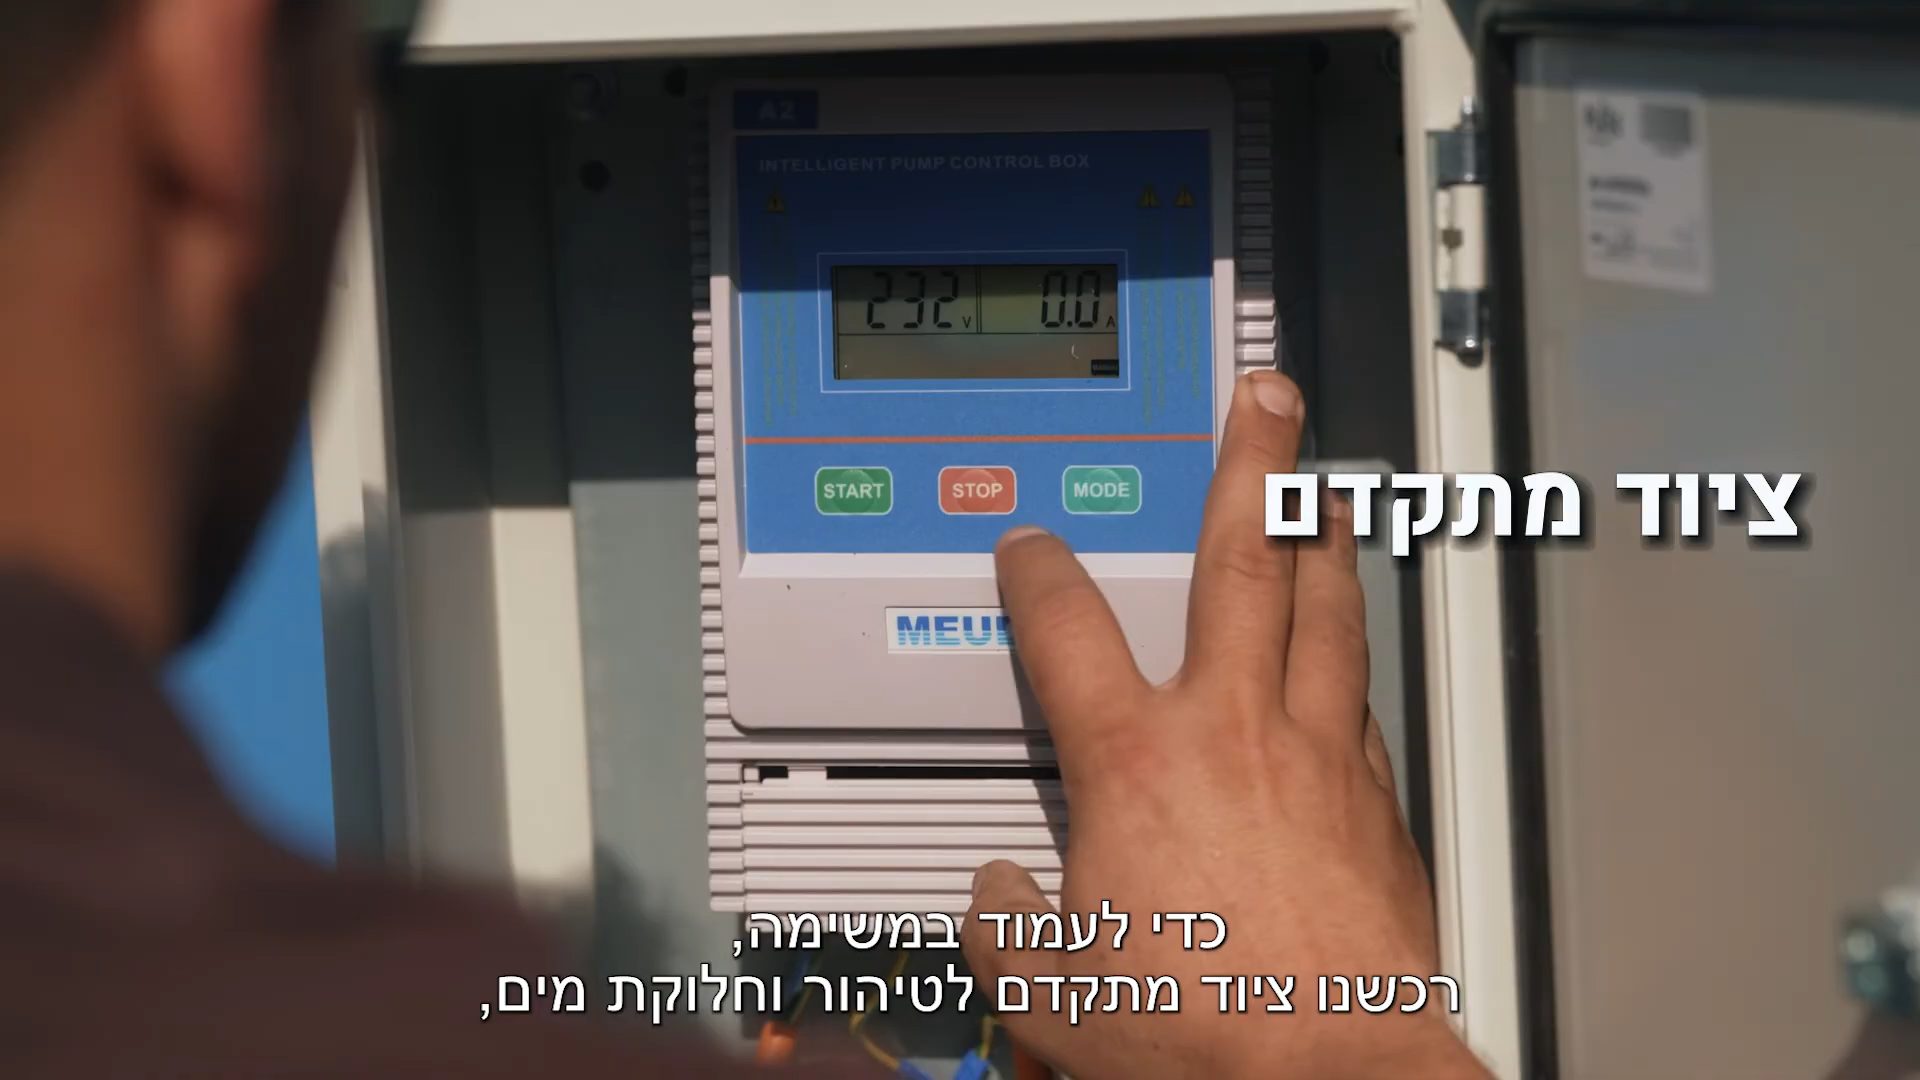 A2
INTELLIGENT PUMP CONTROL BOX
232 V 0.0 A
START STOP MODE
ציוד מתקדם
כדי לעמוד במשימה,
רכשנו ציוד מתקדם לטיהור וחלוקת מים,